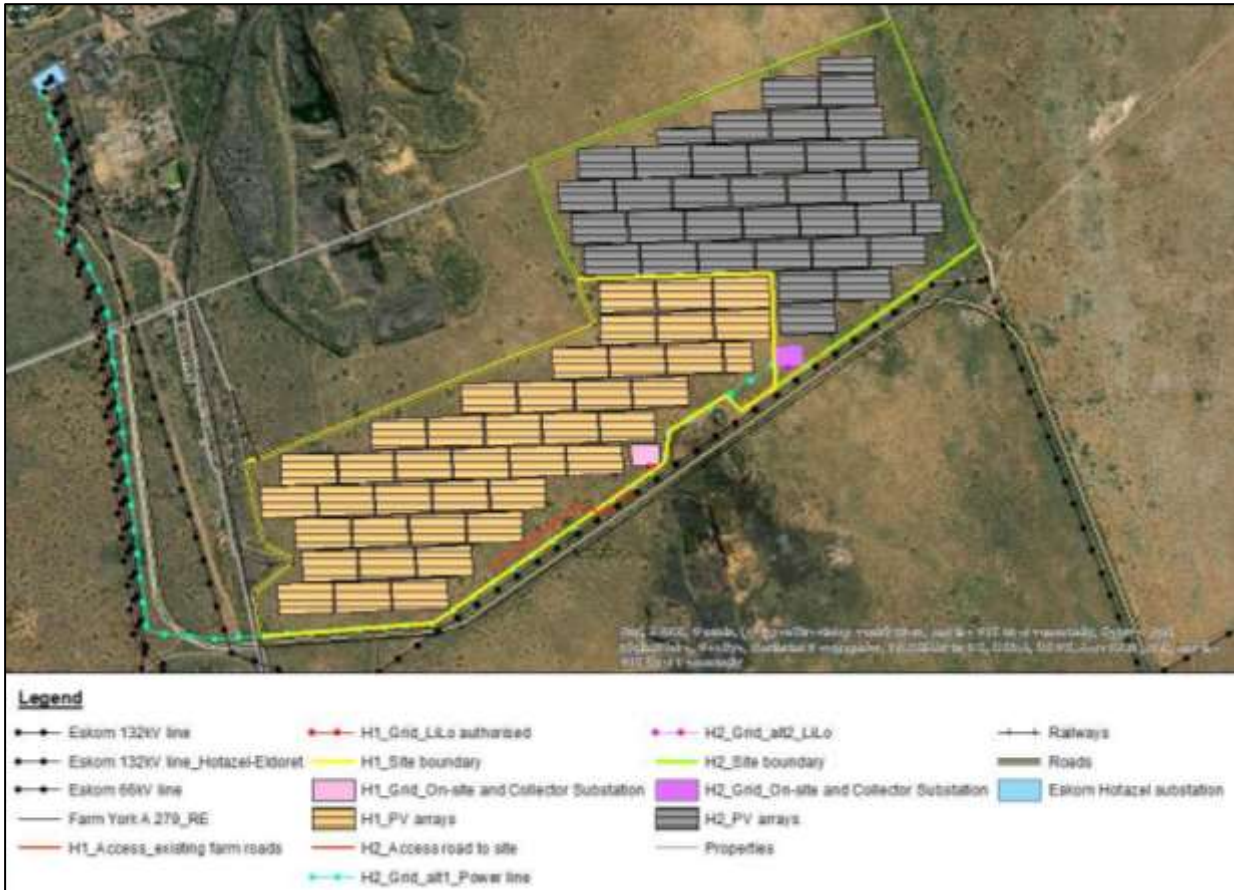 Legend
Eskom 132kV line
Eskom 132kV line_Hotazel-Eldoret
Eskom 66kV line
Farm York A 279_RE
H1_Access_existing farm roads
H1_Grid_LiLo authorised
H1_Site boundary
H1_Grid_On-site and Collector Substation
H1_PV arrays
H2_Access road to site
H2_Grid_alt1_Power line
H2_Grid_alt2_LiLo
H2_Site boundary
H2_Grid_On-site and Collector Substation
H2_PV arrays
Properties
Railways
Roads
Eskom Hotazel substation